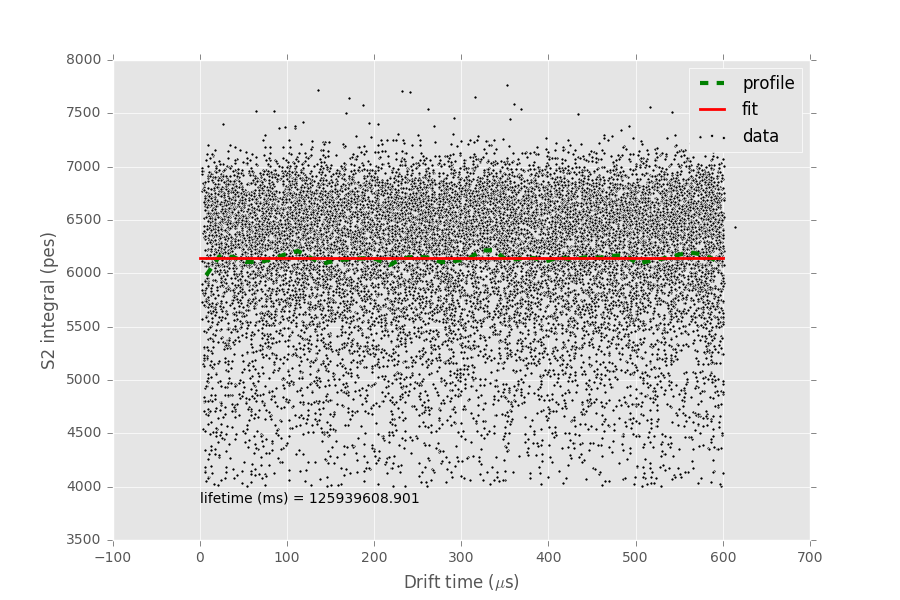 8000
7500
7000
6500
6000
5500
5000
4500
4000
3500
S2 integral (pes)
profile
fit
data
lifetime (ms) = 125939608.901
−100 0 100 200 300 400 500 600 700
Drift time (μs)